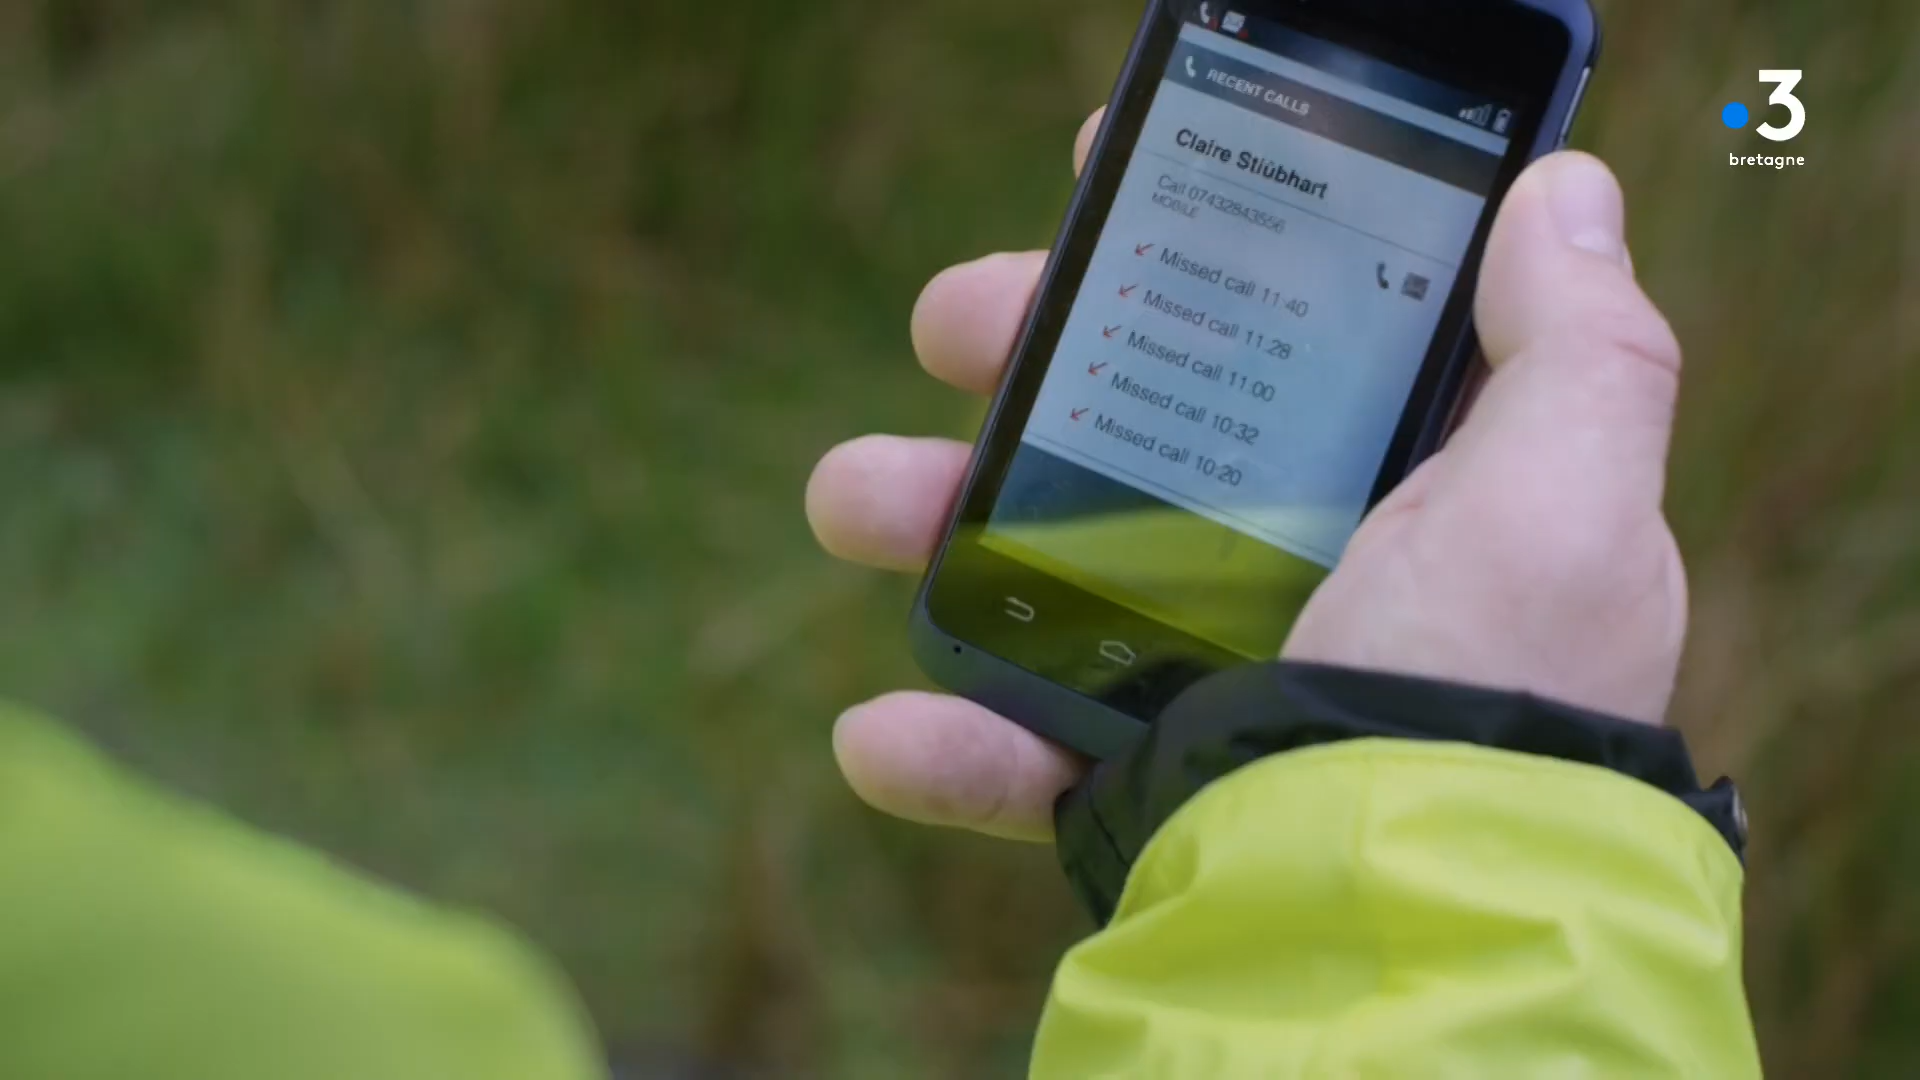 3
bretagne
RECENT CALLS
Claire Stiùbhart
Call 07432843556
MOBILE
Missed call 11:40
Missed call 11:28
Missed call 11:00
Missed call 10:32
Missed call 10:20